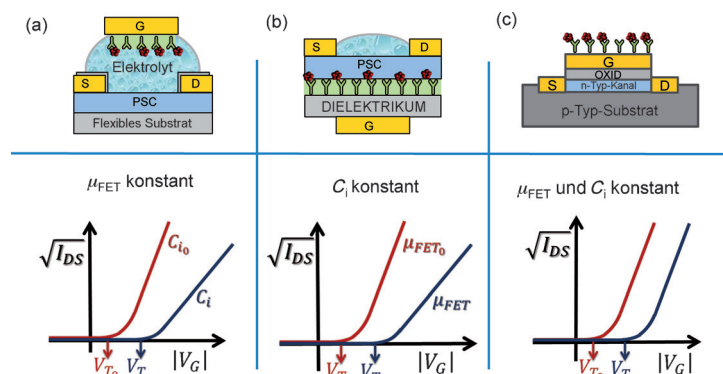 (a)
G
Elektrolyt
S
D
PSC
Flexibles Substrat
μFET konstant
√IDS
Ci0
Ci
VT0
VT
|VG|
(b)
S
D
PSC
DIELEKTRIKUM
G
Ci konstant
√IDS
μFET0
μFET
|VG|
(c)
G
OXID
S
n-Typ-Kanal
D
p-Typ-Substrat
μFET und Ci konstant
√IDS
|VG|